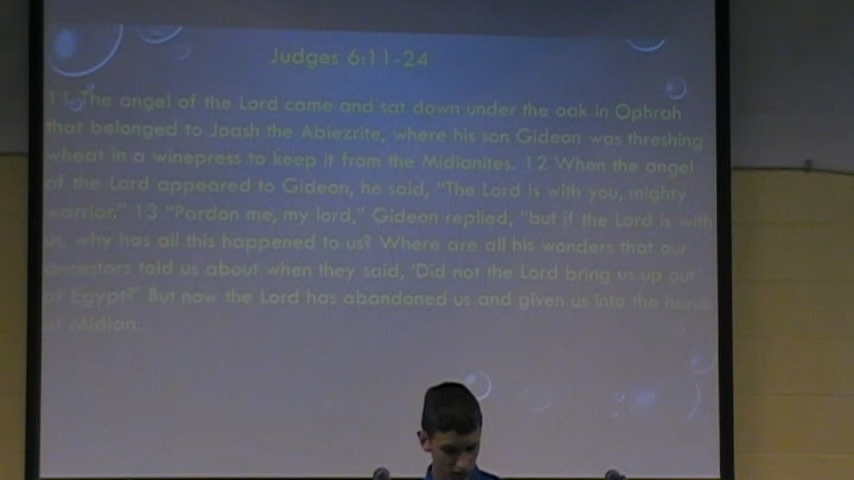 Judges 6:11-24
11 The angel of the Lord came and sat down under the oak in Ophrah
that belonged to Joash the Abiezrite, where his son Gideon was threshing
wheat in a winepress to keep it from the Midianites. 12 When the angel
of the Lord appeared to Gideon, he said, "The Lord is with you, mighty
warrior." 13 "Pardon me, my lord," Gideon replied, "but if the Lord is with
us, why has all this happened to us? Where are all his wonders that our
ancestors told us about when they said, 'Did not the Lord bring us up out
of Egypt?' But now the Lord has abandoned us and given us into the hand
of Midian.